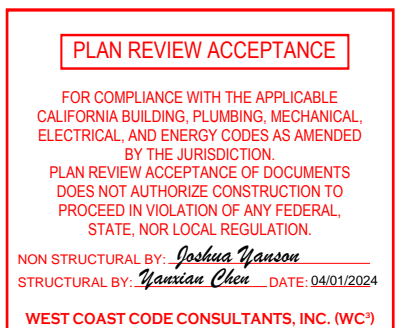 PLAN REVIEW ACCEPTANCE
FOR COMPLIANCE WITH THE APPLICABLE
CALIFORNIA BUILDING, PLUMBING, MECHANICAL,
ELECTRICAL, AND ENERGY CODES AS AMENDED
BY THE JURISDICTION.
PLAN REVIEW ACCEPTANCE OF DOCUMENTS
DOES NOT AUTHORIZE CONSTRUCTION TO
PROCEED IN VIOLATION OF ANY FEDERAL,
STATE, NOR LOCAL REGULATION.
NON STRUCTURAL BY: Joshua Yanson
STRUCTURAL BY: Yanxian Chen DATE: 04/01/2024
WEST COAST CODE CONSULTANTS, INC. (WC³)